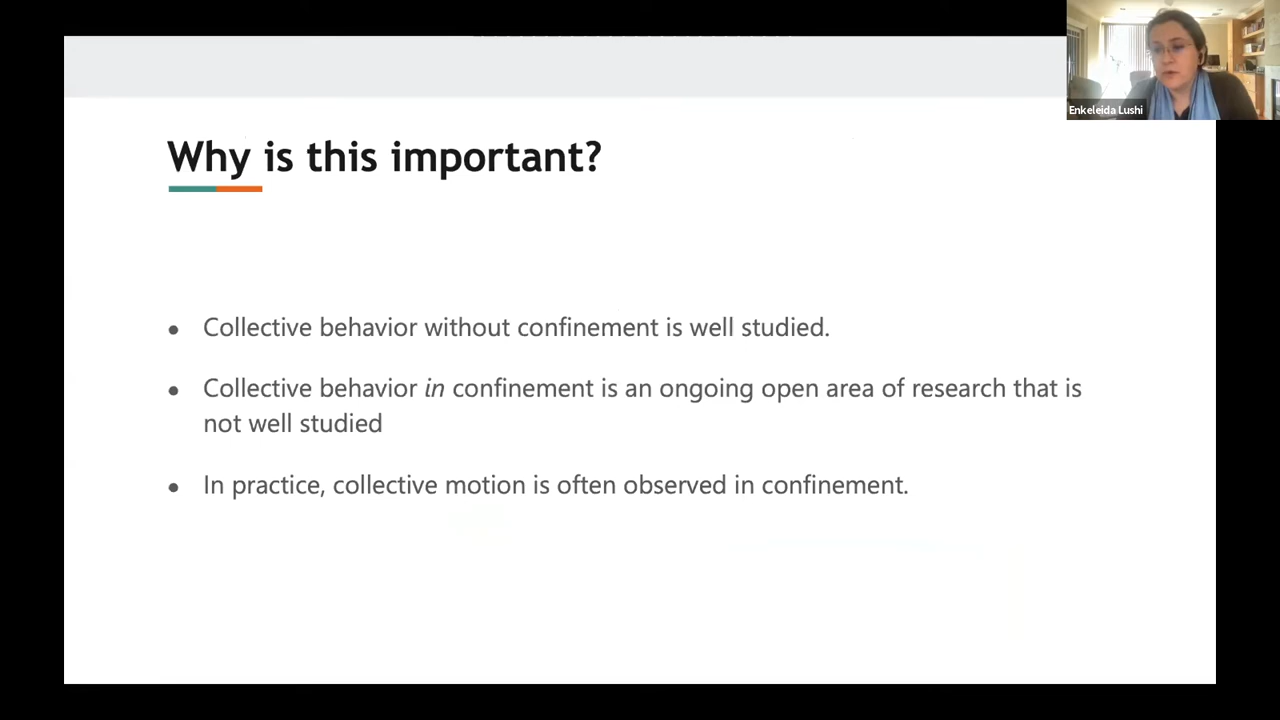 Enkeleida Lushi
Why is this important?
● Collective behavior without confinement is well studied.
● Collective behavior in confinement is an ongoing open area of research that is
not well studied
● In practice, collective motion is often observed in confinement.